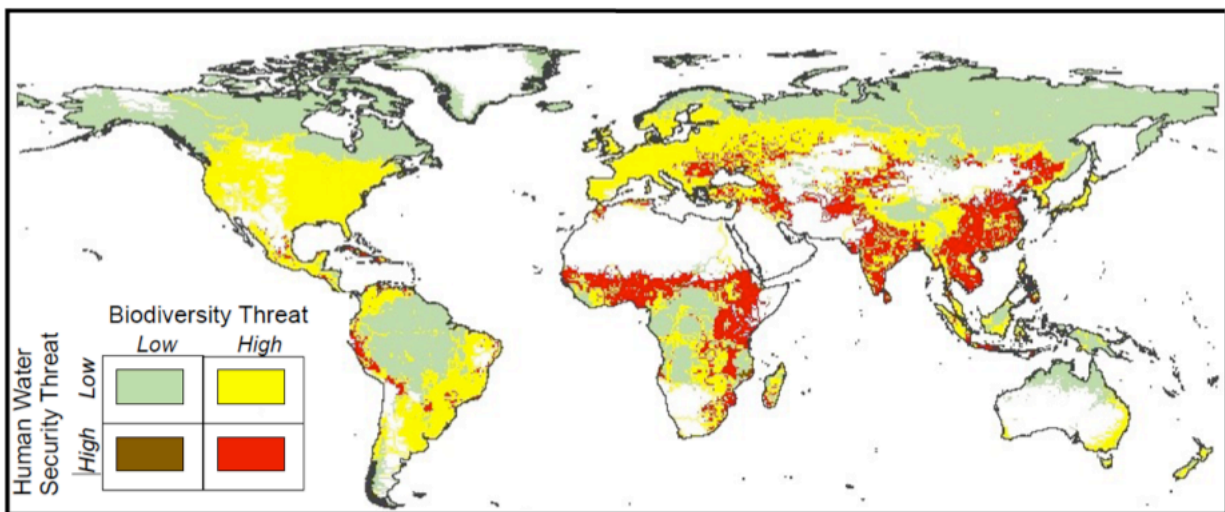 Biodiversity Threat
Low High
Human Water
Security Threat
Low
High